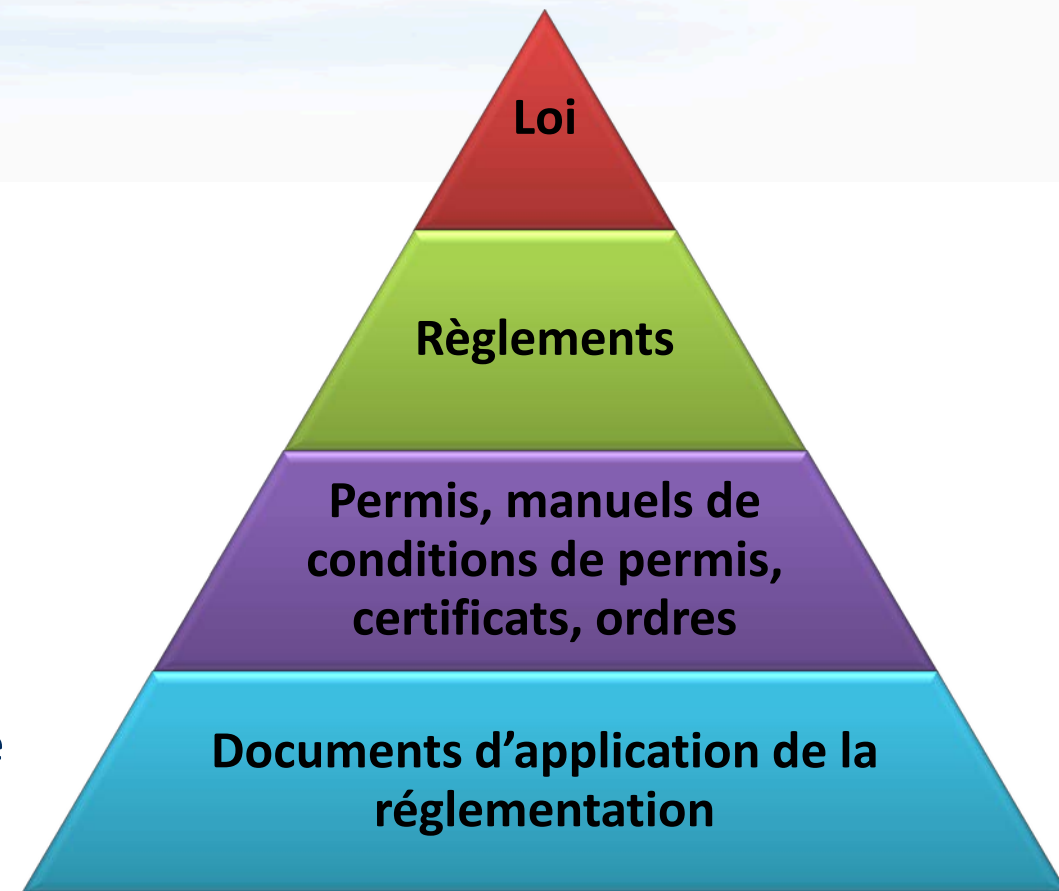 Loi
Règlements
Permis, manuels de
conditions de permis,
certificats, ordres
Documents d’application de la
réglementation